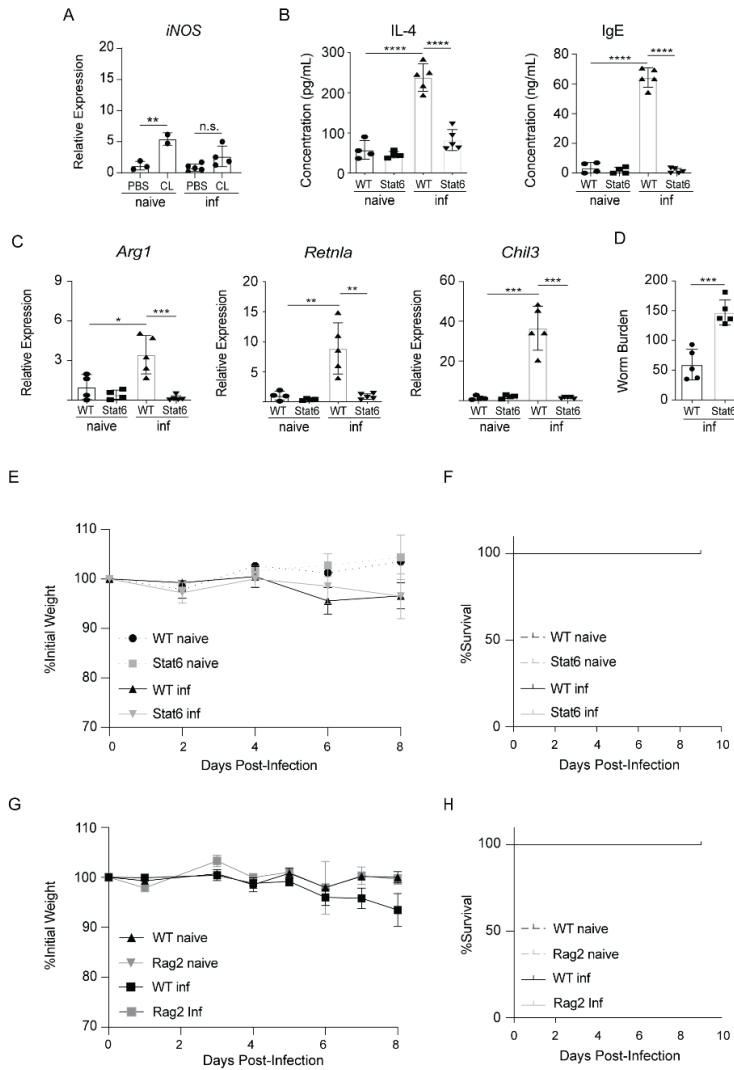 A
iNOS
Relative Expression
15
10
5
0
**
n.s.
PBS CL PBS CL
naive inf
B
IL-4
Concentration (pg/mL)
300
200
100
0
**** ****
WT Stat6 WT Stat6
naive inf
IgE
Concentration (ng/mL)
80
60
40
20
0
**** ****
WT Stat6 WT Stat6
naive inf
C
Arg1
Relative Expression
9
6
3
* ***
WT Stat6 WT Stat6
naive inf
Retnla
Relative Expression
20
15
10
5
0
** **
WT Stat6 WT Stat6
naive inf
Chil3
Relative Expression
60
40
20
0
*** ***
WT Stat6 WT Stat6
naive inf
D
Worm Burden
200
150
100
50
0
***
WT Stat6
inf
E
%Initial Weight
110
100
90
80
70
WT naive
Stat6 naive
WT inf
Stat6 inf
0 2 4 6 8
Days Post-Infection
F
%Survival
100
50
0
WT naive
Stat6 naive
WT inf
Stat6 inf
0 2 4 6 8 10
Days Post-Infection
G
%Initial Weight
110
100
90
80
70
WT naive
Rag2 naive
WT inf
Rag2 Inf
0 2 4 6 8
Days Post-Infection
H
%Survival
100
50
0
WT naive
Rag2 naive
WT inf
Rag2 Inf
0 2 4 6 8 10
Days Post-Infection